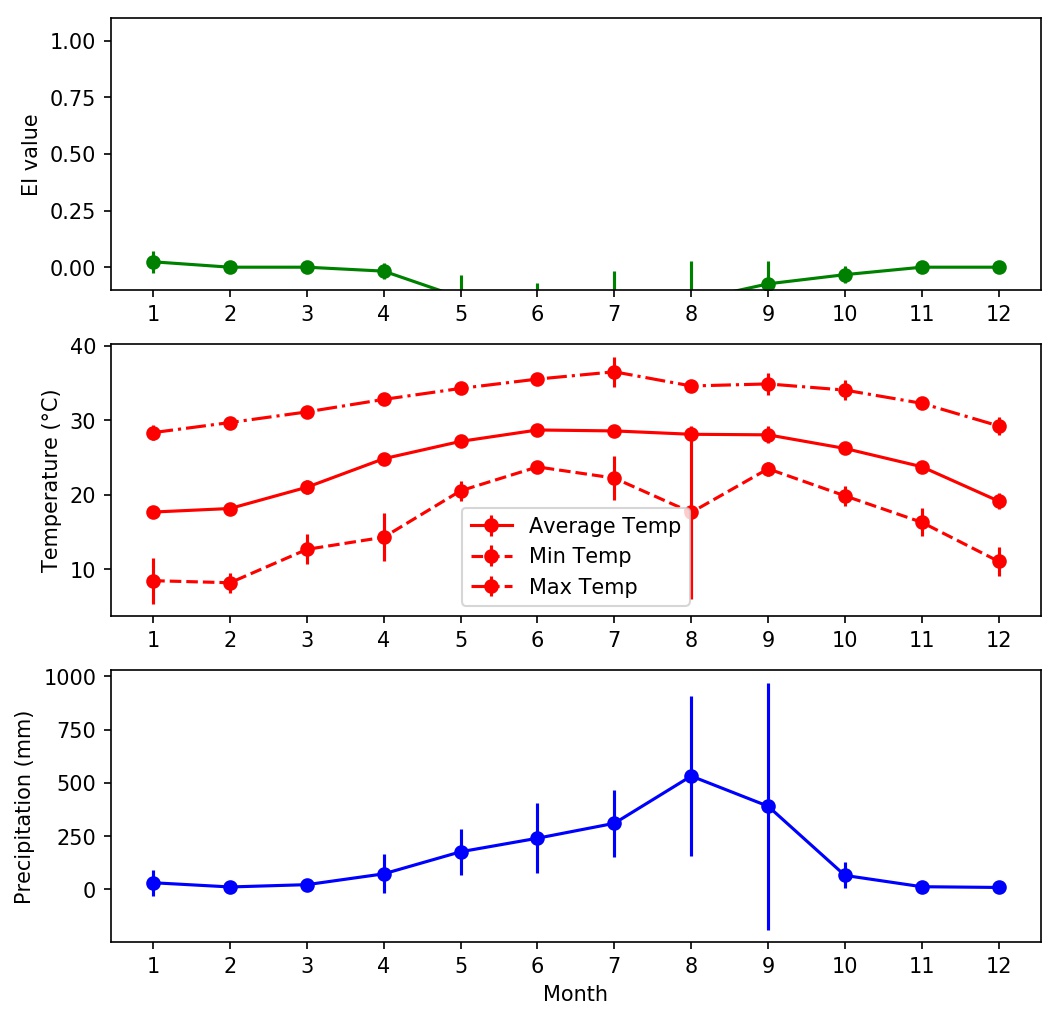 EI value
1.00
0.75
0.50
0.25
0.00
1 2 3 4 5 6 7 8 9 10 11 12
Temperature (°C)
40
30
20
10
Average Temp
Min Temp
Max Temp
1 2 3 4 5 6 7 8 9 10 11 12
Precipitation (mm)
1000
750
500
250
0
1 2 3 4 5 6 7 8 9 10 11 12
Month